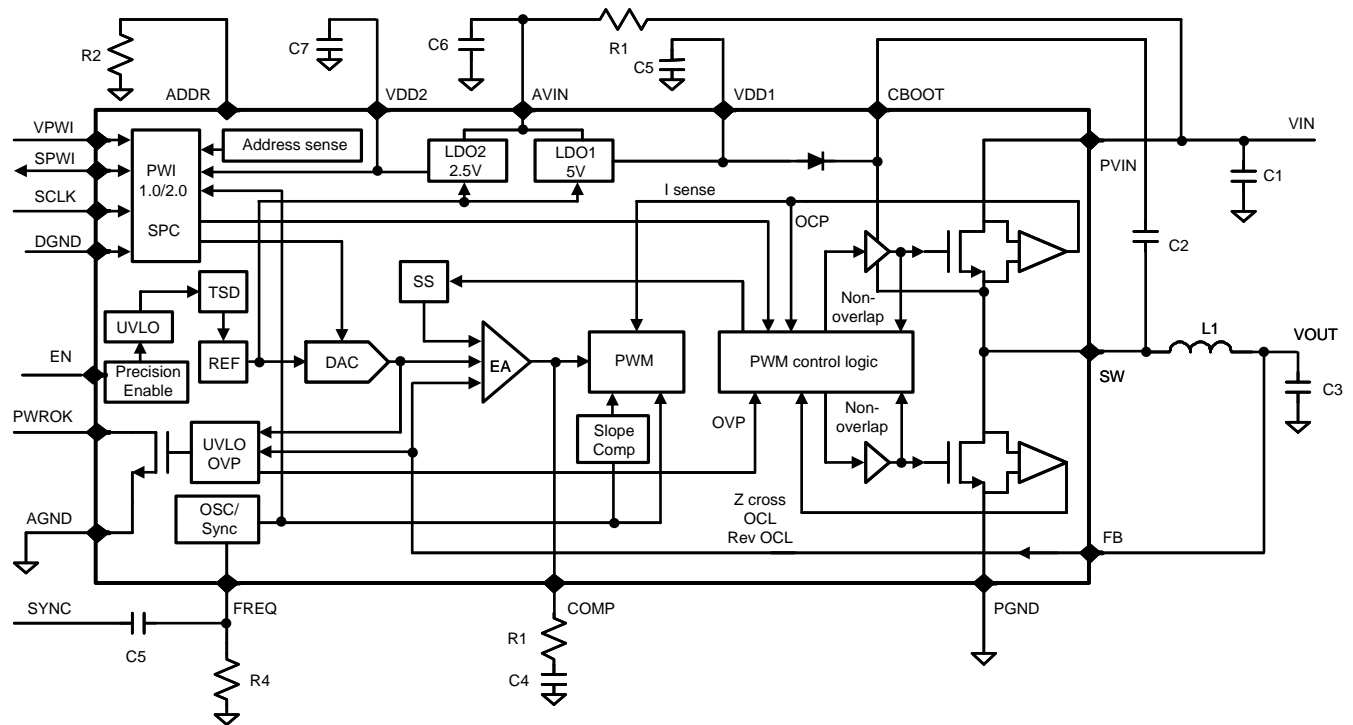 R2
C7
C6
R1
C5
ADDR
VDD2
AVIN
VDD1
CBOOT
VPWI
SPWI
SCLK
DGND
PWI
1.0/2.0
SPC
Address sense
LDO2
2.5V
LDO1
5V
VIN
PVIN
C1
I sense
OCP
C2
SS
TSD
UVLO
REF
DAC
EA
PWM
PWM control logic
Non-
overlap
Non-
overlap
L1
VOUT
SW
C3
EN
Precision
Enable
PWROK
UVLO
OVP
Slope
Comp
OVP
AGND
OSC/
Sync
Z cross
OCL
Rev OCL
FB
SYNC
FREQ
COMP
PGND
C5
R4
R1
C4